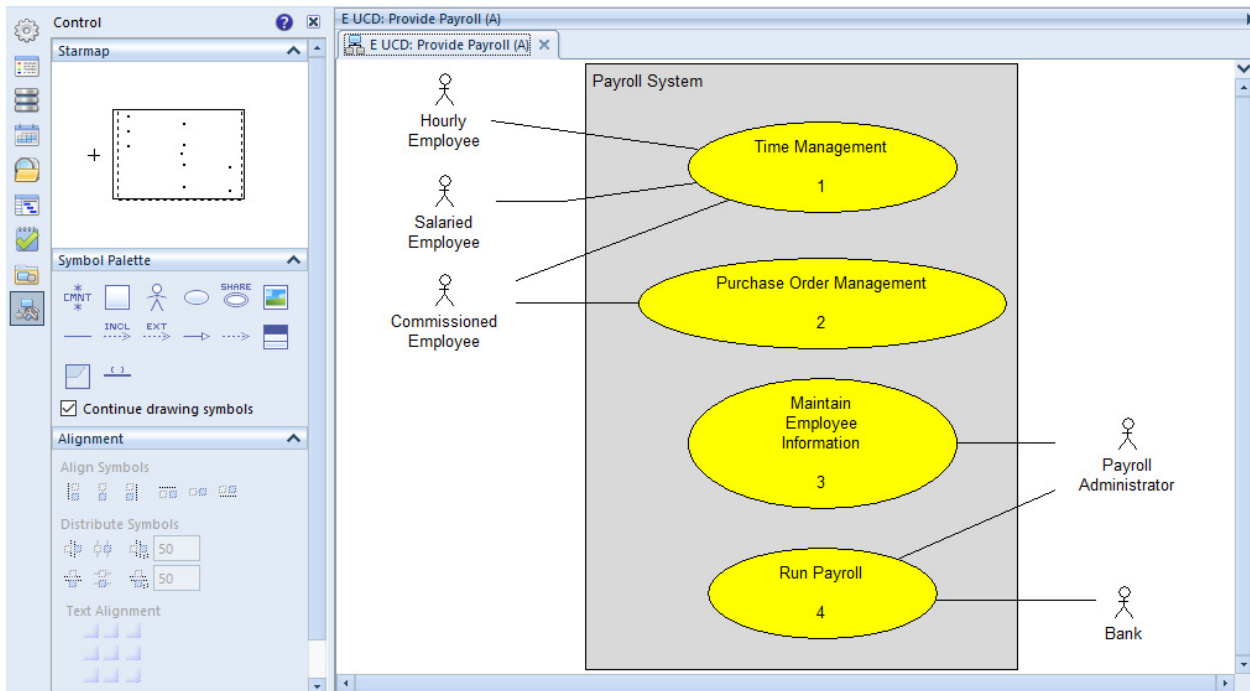 Control
Starmap
Symbol Palette
* CMNT *
SHARE
INCL
EXT
Continue drawing symbols
Alignment
Align Symbols
Distribute Symbols
50
50
Text Alignment
E UCD: Provide Payroll (A)
E UCD: Provide Payroll (A)
Payroll System
Hourly
Employee
Time Management
1
Salaried
Employee
Purchase Order Management
2
Commissioned
Employee
Maintain
Employee
Information
3
Payroll
Administrator
Run Payroll
4
Bank